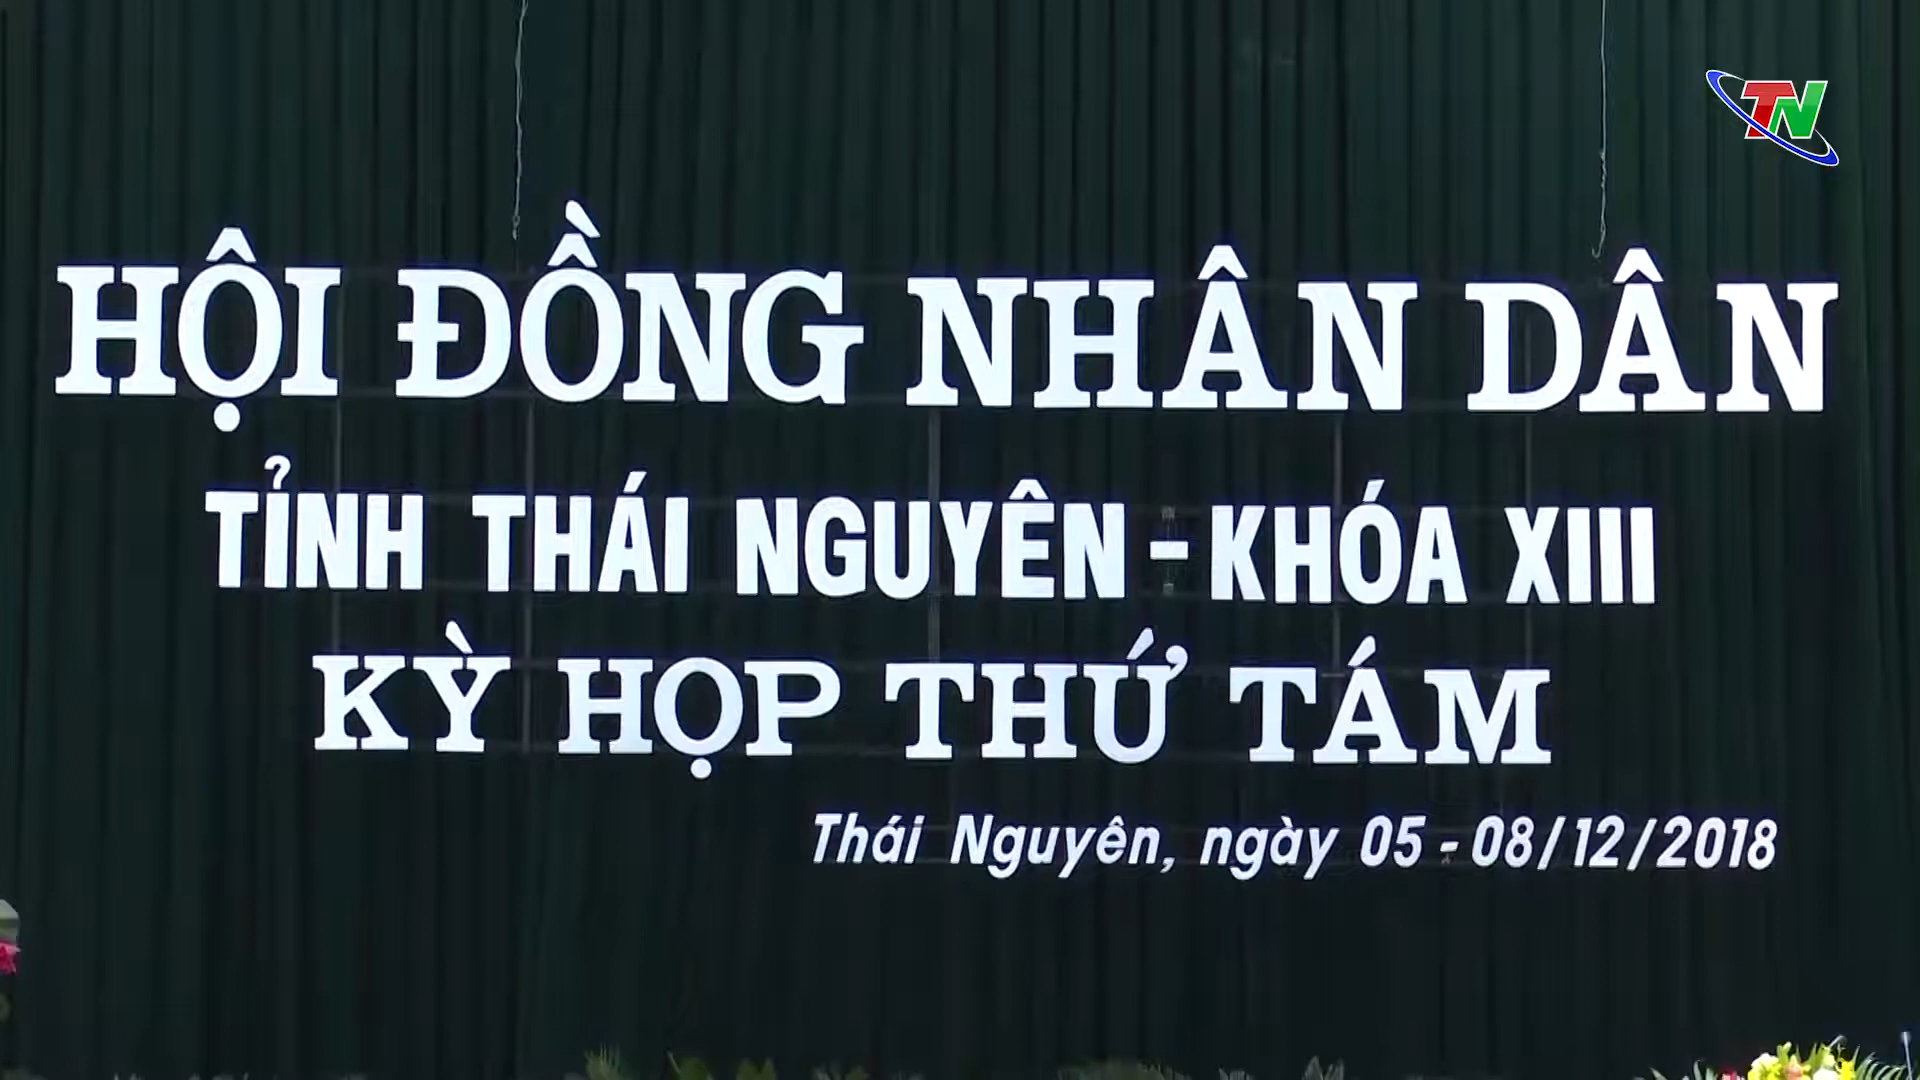 TN
HỘI ĐỒNG NHÂN DÂN
TỈNH THÁI NGUYÊN - KHÓA XIII
KỲ HỌP THỨ TÁM
Thái Nguyên, ngày 05 - 08/12/2018